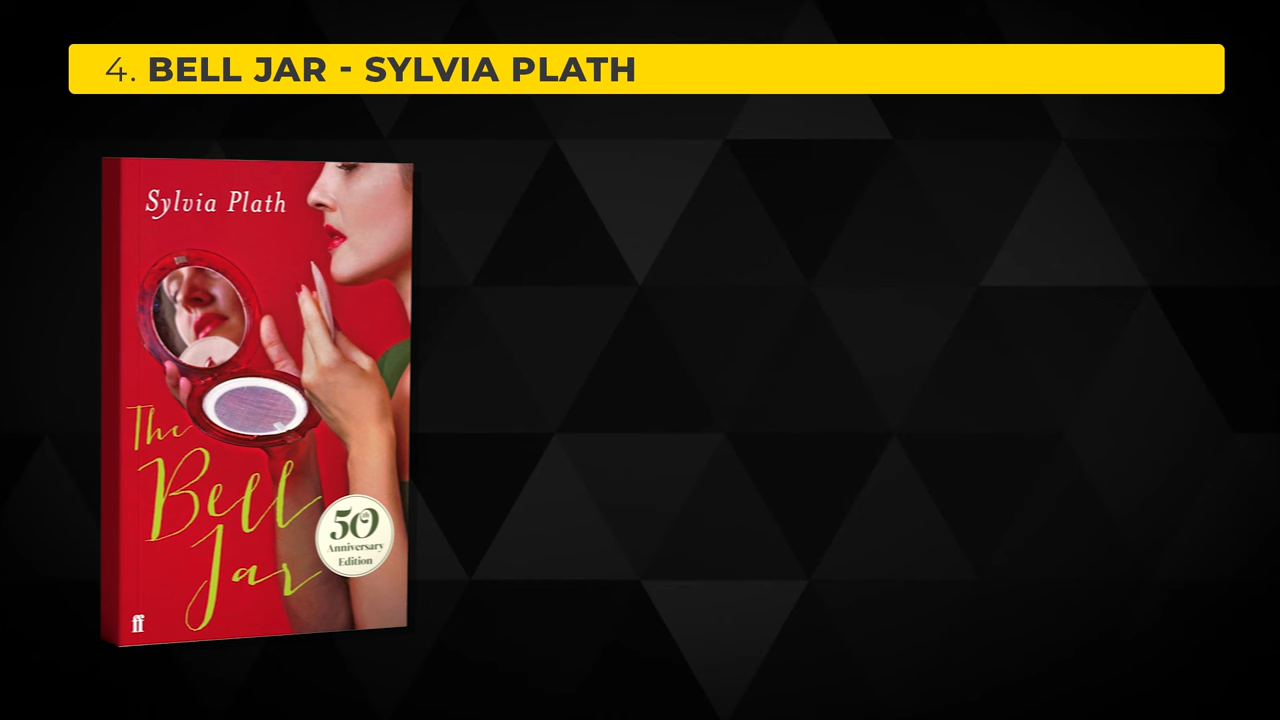 4. BELL JAR - SYLVIA PLATH
Sylvia Plath
The
Bell
Jar
50th
Anniversary
Edition
ff